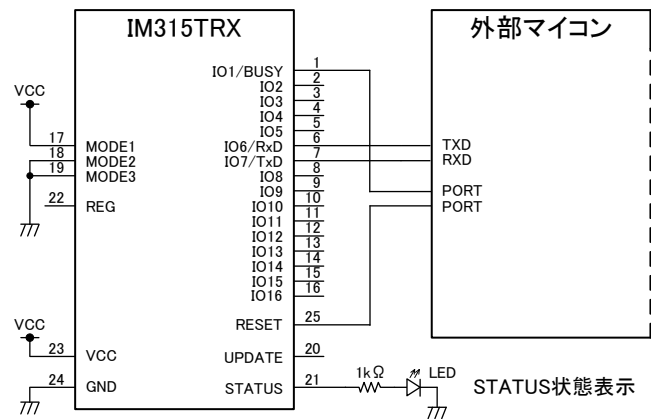 IM315TRX
外部マイコン
VCC
17 MODE1
18 MODE2
19 MODE3
22 REG
VCC
23 VCC
24 GND
IO1/BUSY 1
IO2 2
IO3 3
IO4 4
IO5 5
IO6/RxD 6
IO7/TxD 7
IO8 8
IO9 9
IO10 10
IO11 11
IO12 12
IO13 13
IO14 14
IO15 15
IO16 16
RESET 25
UPDATE 20
STATUS 21
TXD
RXD
PORT
PORT
1kΩ
LED
STATUS状態表示